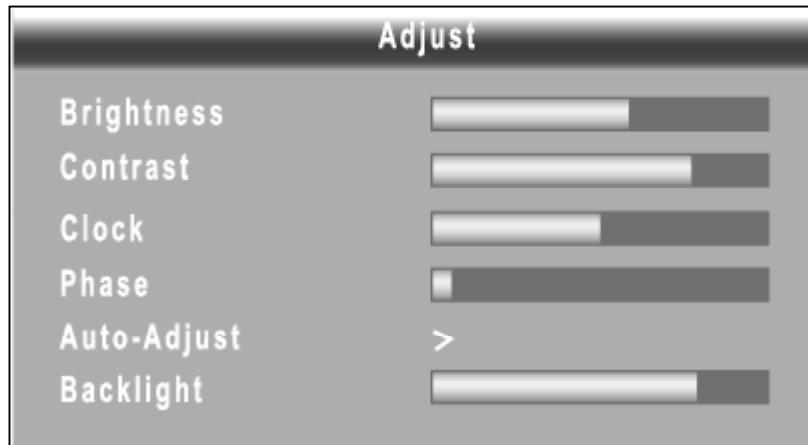 Adjust
Brightness
Contrast
Clock
Phase
Auto-Adjust >
Backlight